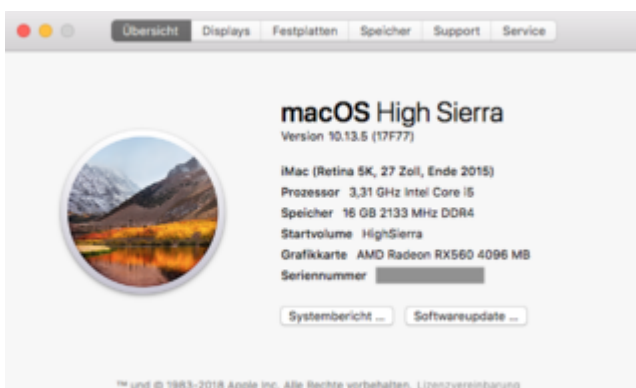 Übersicht Displays Festplatten Speicher Support Service
macOS High Sierra
Version 10.13.5 (17F77)
iMac (Retina 5K, 27 Zoll, Ende 2015)
Prozessor 3,31 GHz Intel Core i5
Speicher 16 GB 2133 MHz DDR4
Startvolume HighSierra
Grafikkarte AMD Radeon RX560 4096 MB
Seriennummer
Systembericht ... Softwareupdate ...
™ und © 1983-2018 Apple Inc. Alle Rechte vorbehalten. Lizenzvereinbarung